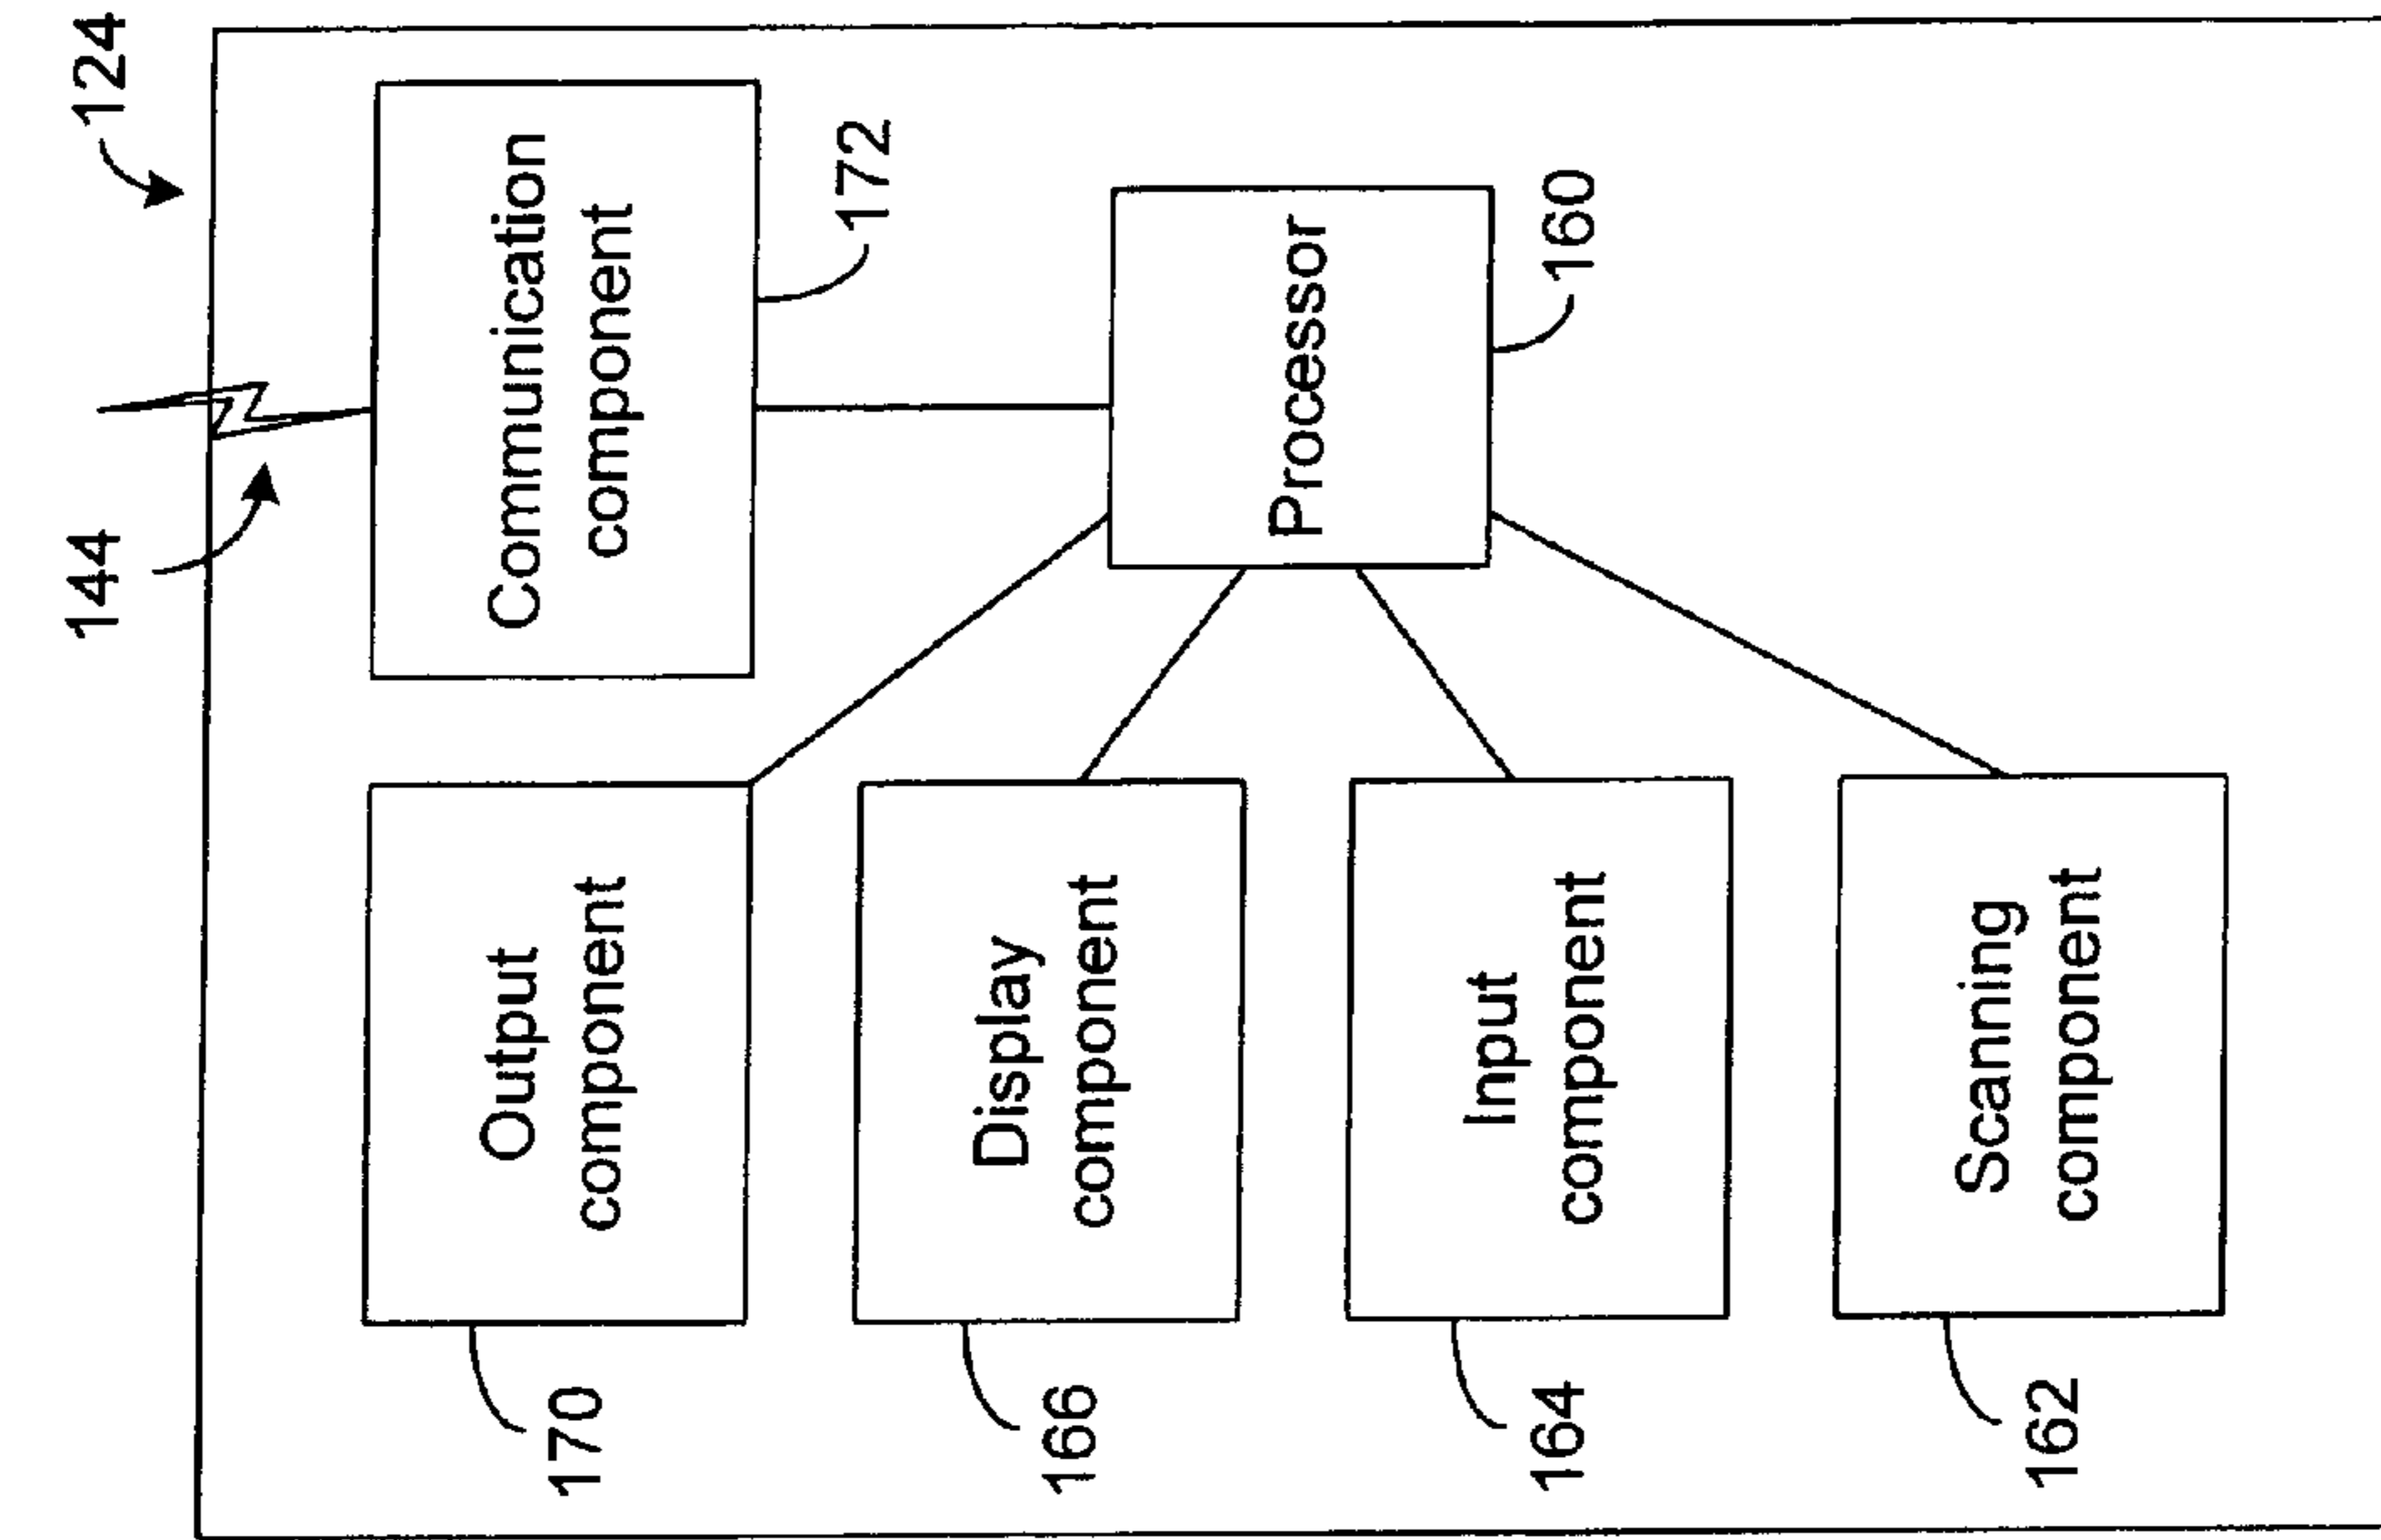 124
144
Communication
component
172
Processor
160
Output
component
170
Display
component
166
Input
component
164
Scanning
component
162